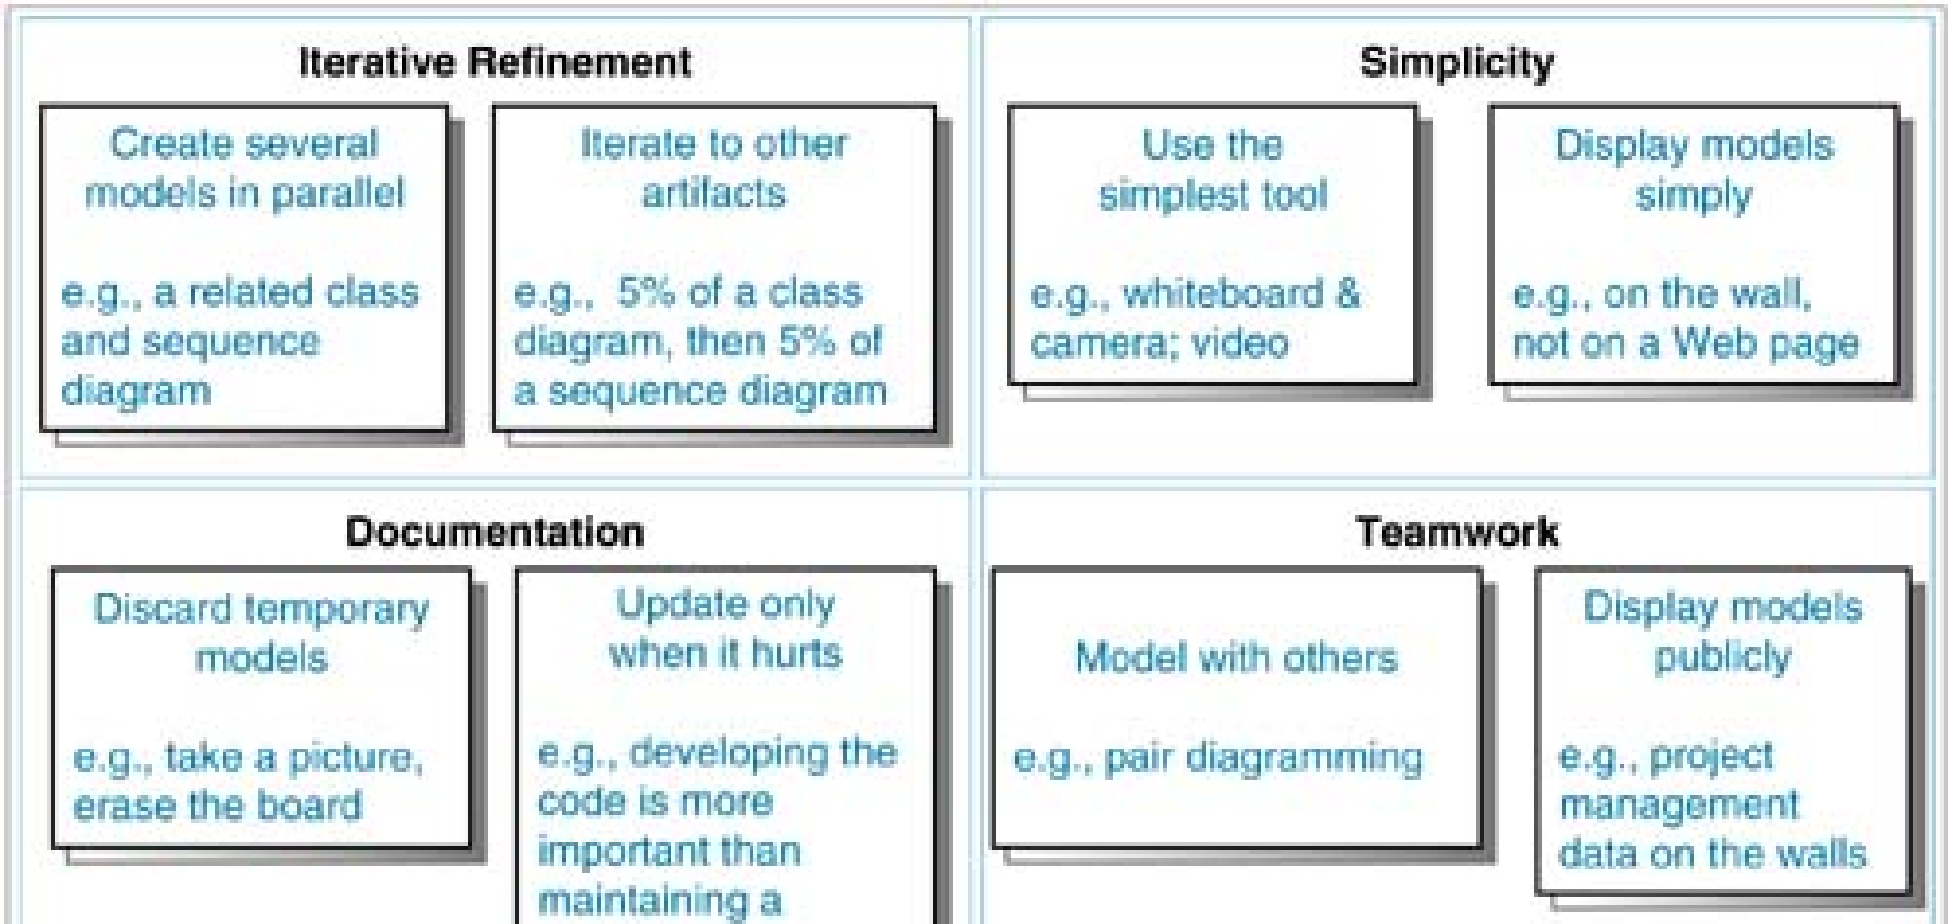 Iterative Refinement
Create several
models in parallel
e.g., a related class
and sequence
diagram
Iterate to other
artifacts
e.g., 5% of a class
diagram, then 5% of
a sequence diagram
Simplicity
Use the
simplest tool
e.g., whiteboard &
camera; video
Display models
simply
e.g., on the wall,
not on a Web page
Documentation
Discard temporary
models
e.g., take a picture,
erase the board
Update only
when it hurts
e.g., developing the
code is more
important than
maintaining a
Teamwork
Model with others
e.g., pair diagramming
Display models
publicly
e.g., project
management
data on the walls